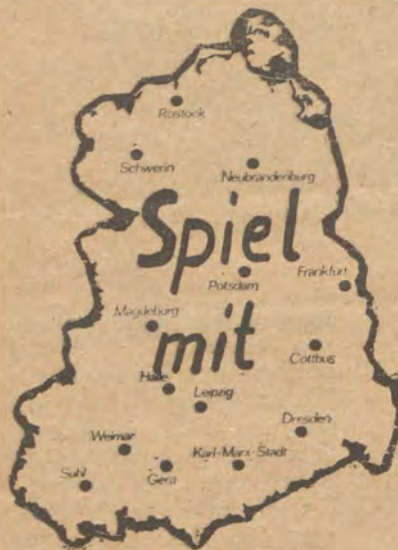 Rostock
Schwerin
Neubrandenburg
Spiel
Potsdam
Frankfurt
Magdeburg
mit
Cottbus
Halle
Leipzig
Dresden
Weimar
Karl-Marx-Stadt
Suhl
Gera